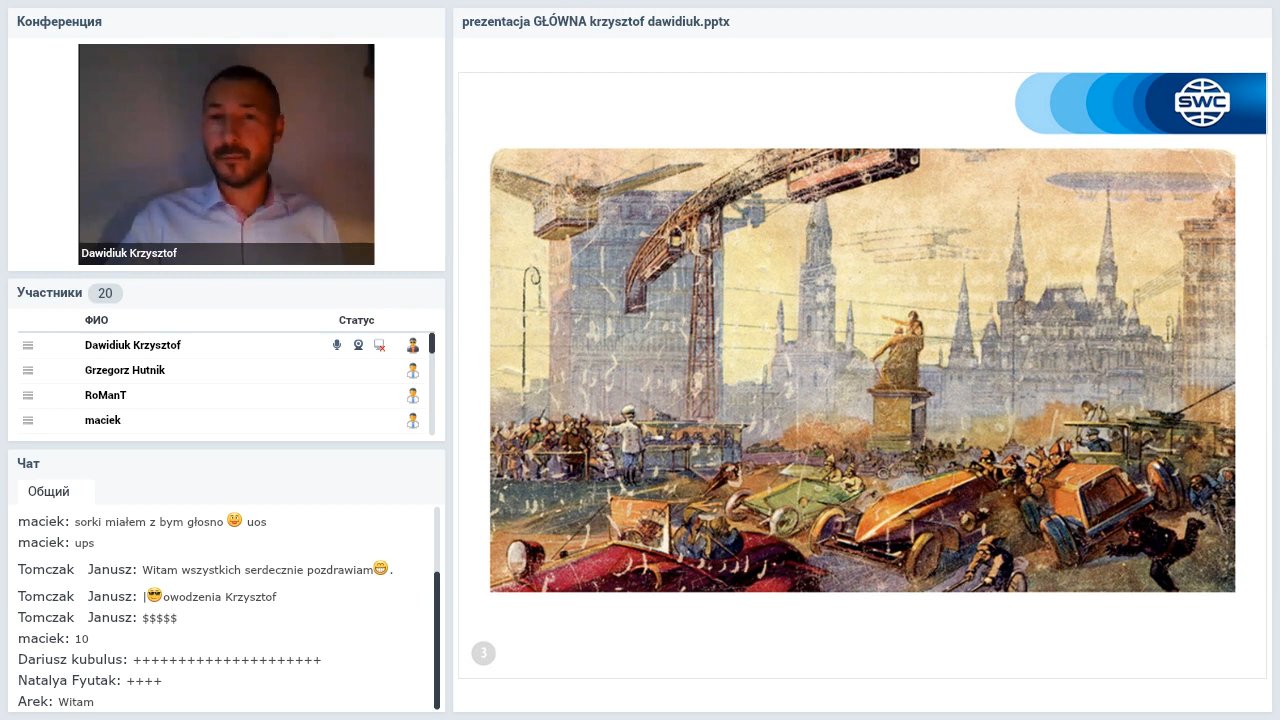 Конференция
Dawidiuk Krzysztof
Участники 20
ФИО Статус
Dawidiuk Krzysztof
Grzegorz Hutnik
RoManT
maciek
Чат
Общий
maciek: sorki miałem z bym głosno uos
maciek: ups
Tomczak Janusz: Witam wszystkich serdecznie pozdrawiam.
Tomczak Janusz: |owodzenia Krzysztof
Tomczak Janusz: $$$$$
maciek: 10
Dariusz kubulus: +++++++++++++++++++++
Natalya Fyutak: ++++
Arek: Witam
prezentacja GŁÓWNA krzysztof dawidiuk.pptx
SWC
3